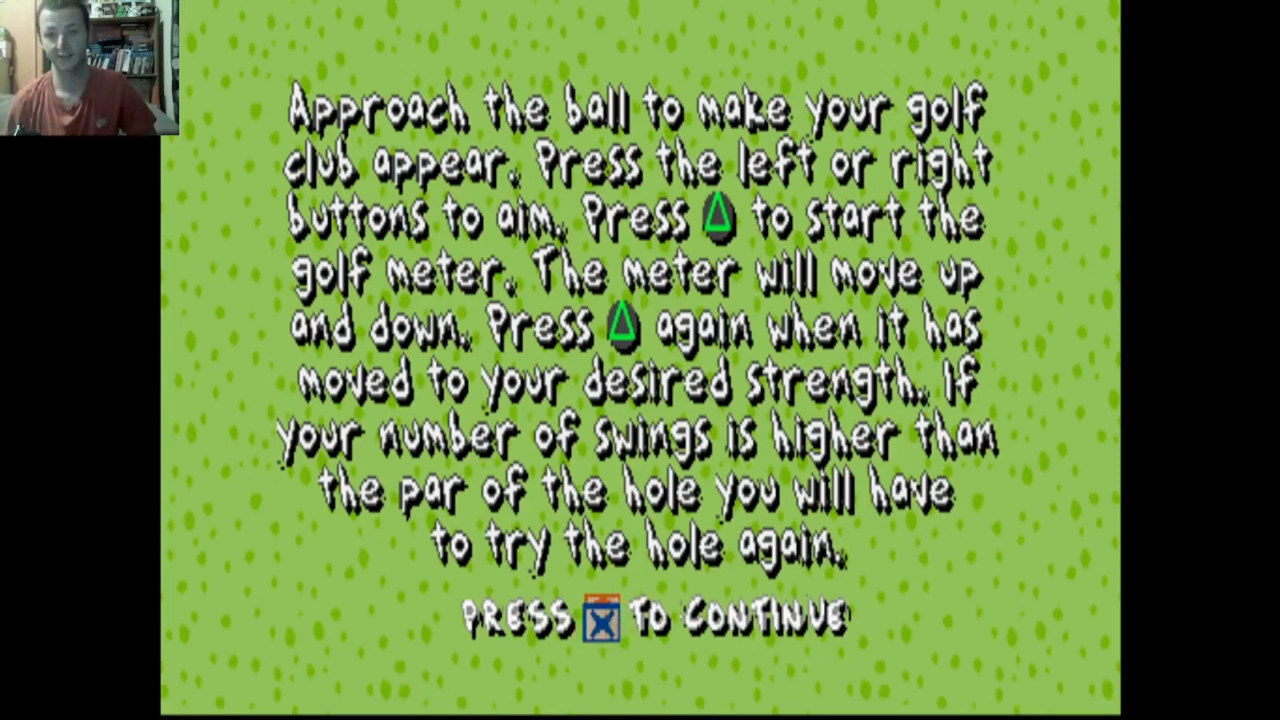 Approach the ball to make your golf
club appear. Press the left or right
buttons to aim. Press △ to start the
golf meter. The meter will move up
and down. Press △ again when it has
moved to your desired strength. If
your number of swings is higher than
the par of the hole you will have
to try the hole again.
PRESS X TO CONTINUE